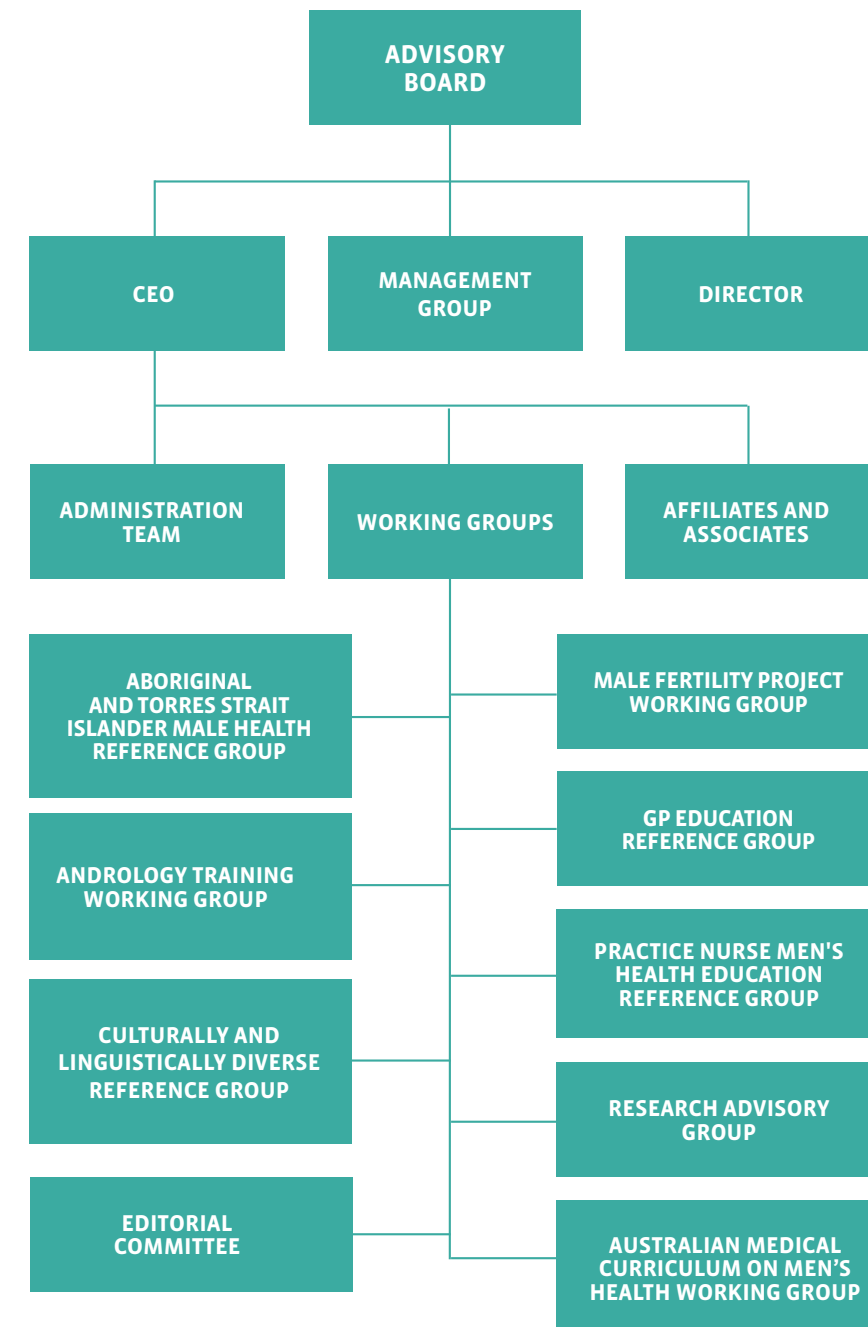 ADVISORY
BOARD
CEO
MANAGEMENT
GROUP
DIRECTOR
ADMINISTRATION
TEAM
WORKING GROUPS
AFFILIATES AND
ASSOCIATES
ABORIGINAL
AND TORRES STRAIT
ISLANDER MALE HEALTH
REFERENCE GROUP
ANDROLOGY TRAINING
WORKING GROUP
CULTURALLY AND
LINGUISTICALLY DIVERSE
REFERENCE GROUP
EDITORIAL
COMMITTEE
MALE FERTILITY PROJECT
WORKING GROUP
GP EDUCATION
REFERENCE GROUP
PRACTICE NURSE MEN'S
HEALTH EDUCATION
REFERENCE GROUP
RESEARCH ADVISORY
GROUP
AUSTRALIAN MEDICAL
CURRICULUM ON MEN’S
HEALTH WORKING GROUP